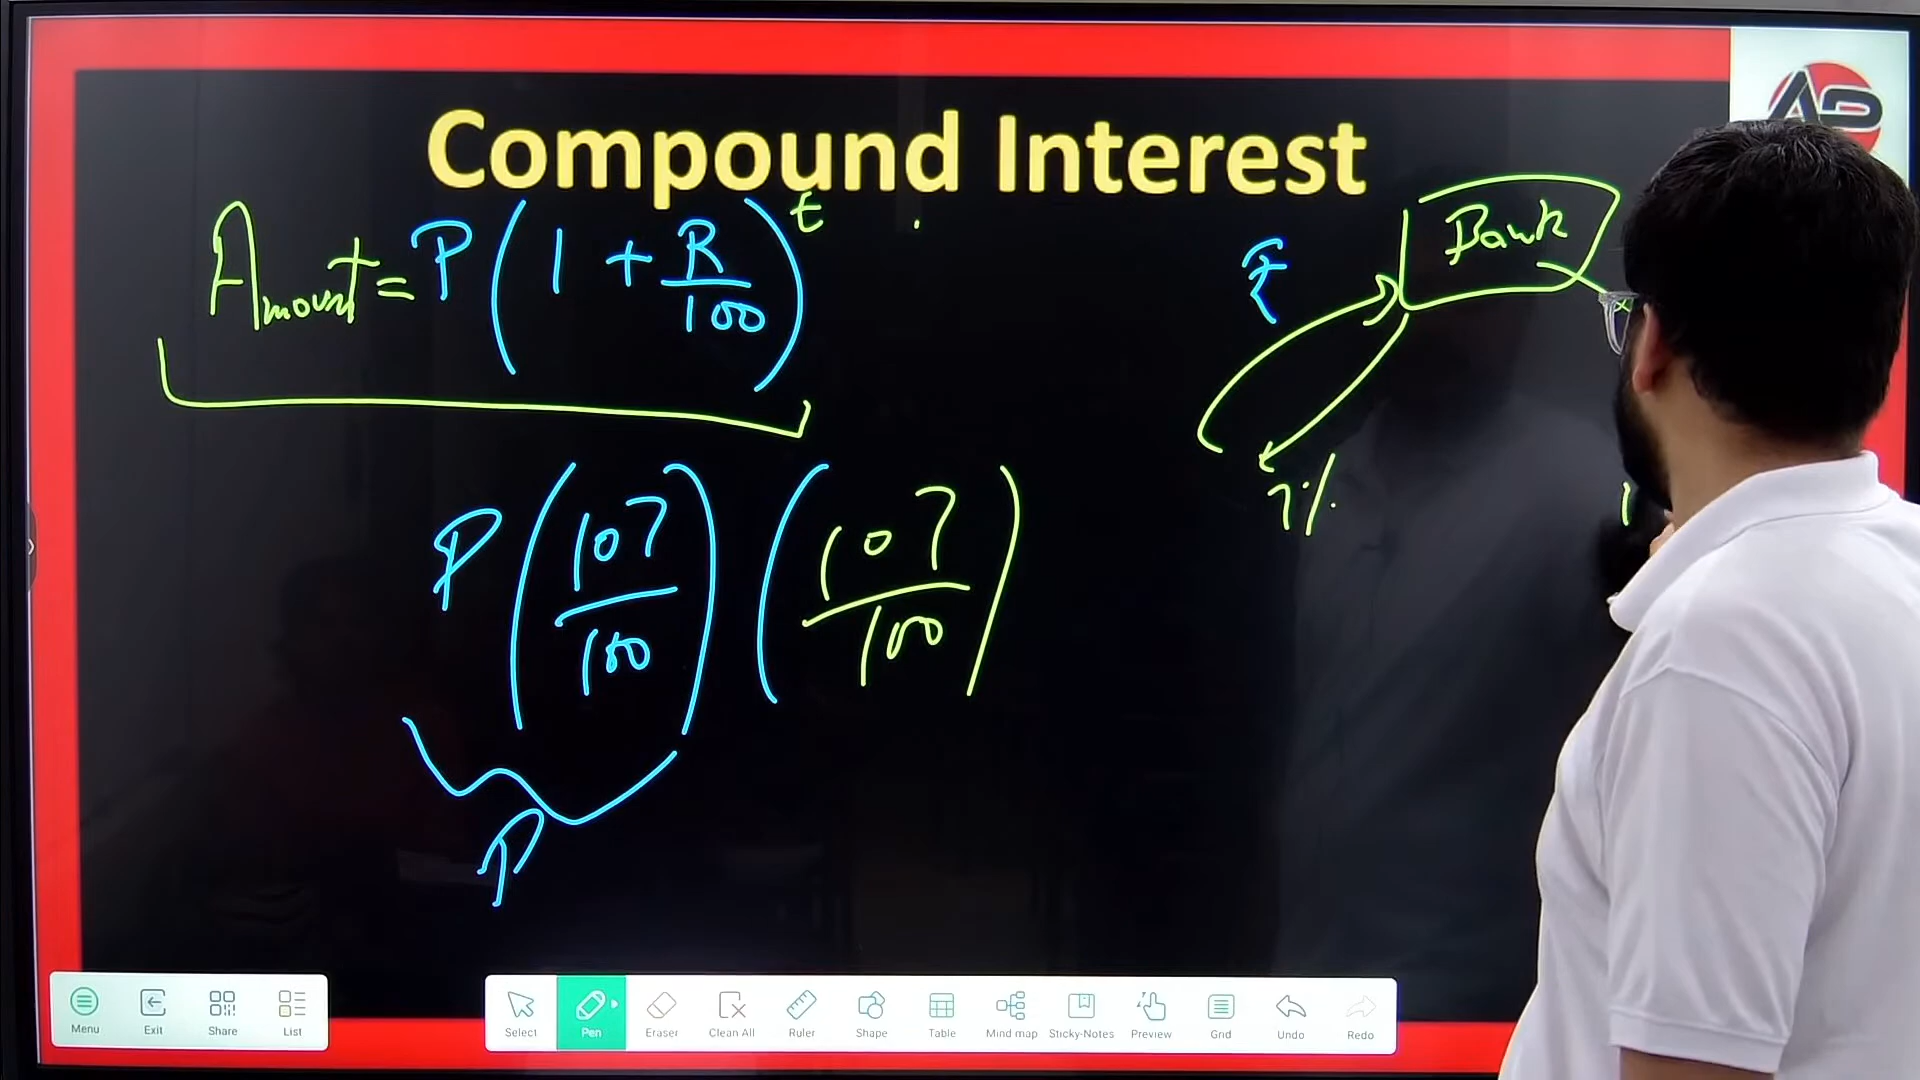 Compound Interest
Amount = P ( 1 + R/100 )^t
₹
Bank
P ( 107/100 ) ( 107/100 )
7%
P
Menu
Exit
Share
List
Select
Pen
Eraser
Clean All
Ruler
Shape
Table
Mind map
Sticky-Notes
Preview
Grid
Undo
Redo